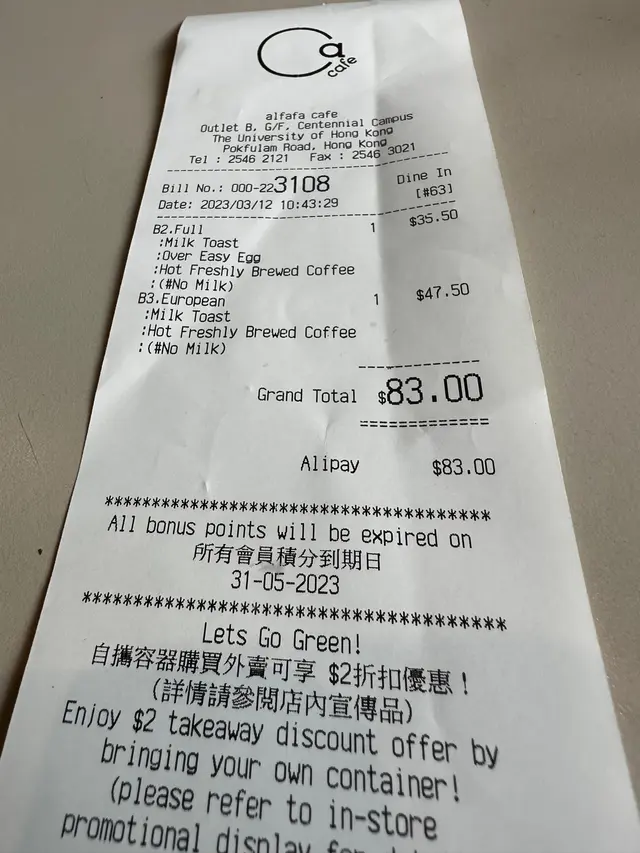 Ca cafe
alfafa cafe
Outlet B, G/F, Centennial Campus
The University of Hong Kong
Pokfulam Road, Hong Kong
Tel : 2546 2121 Fax : 2546 3021
Bill No.: 000-223108 Dine In
Date: 2023/03/12 10:43:29 [#63]
B2.Full 1 $35.50
:Milk Toast
:Over Easy Egg
:Hot Freshly Brewed Coffee
:(#No Milk)
B3.European 1 $47.50
:Milk Toast
:Hot Freshly Brewed Coffee
:(#No Milk)
Grand Total $83.00
Alipay $83.00
All bonus points will be expired on
所有會員積分到期日
31-05-2023
Lets Go Green!
自攜容器購買外賣可享 $2折扣優惠！
(詳情請參閱店內宣傳品)
Enjoy $2 takeaway discount offer by
bringing your own container!
(please refer to in-store
promotional display for